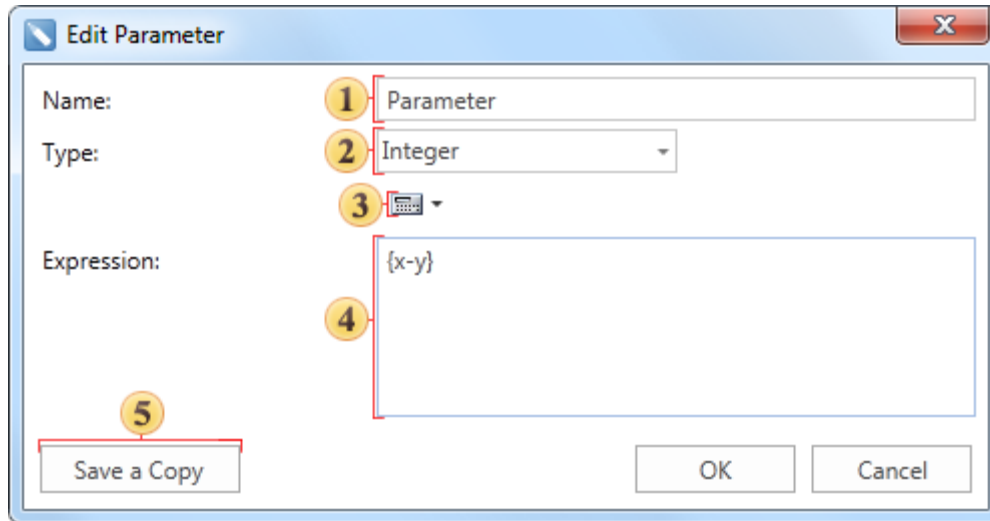 Edit Parameter
Name: 1 Parameter
Type: 2 Integer
3
Expression: {x-y}
4
5
Save a Copy OK Cancel